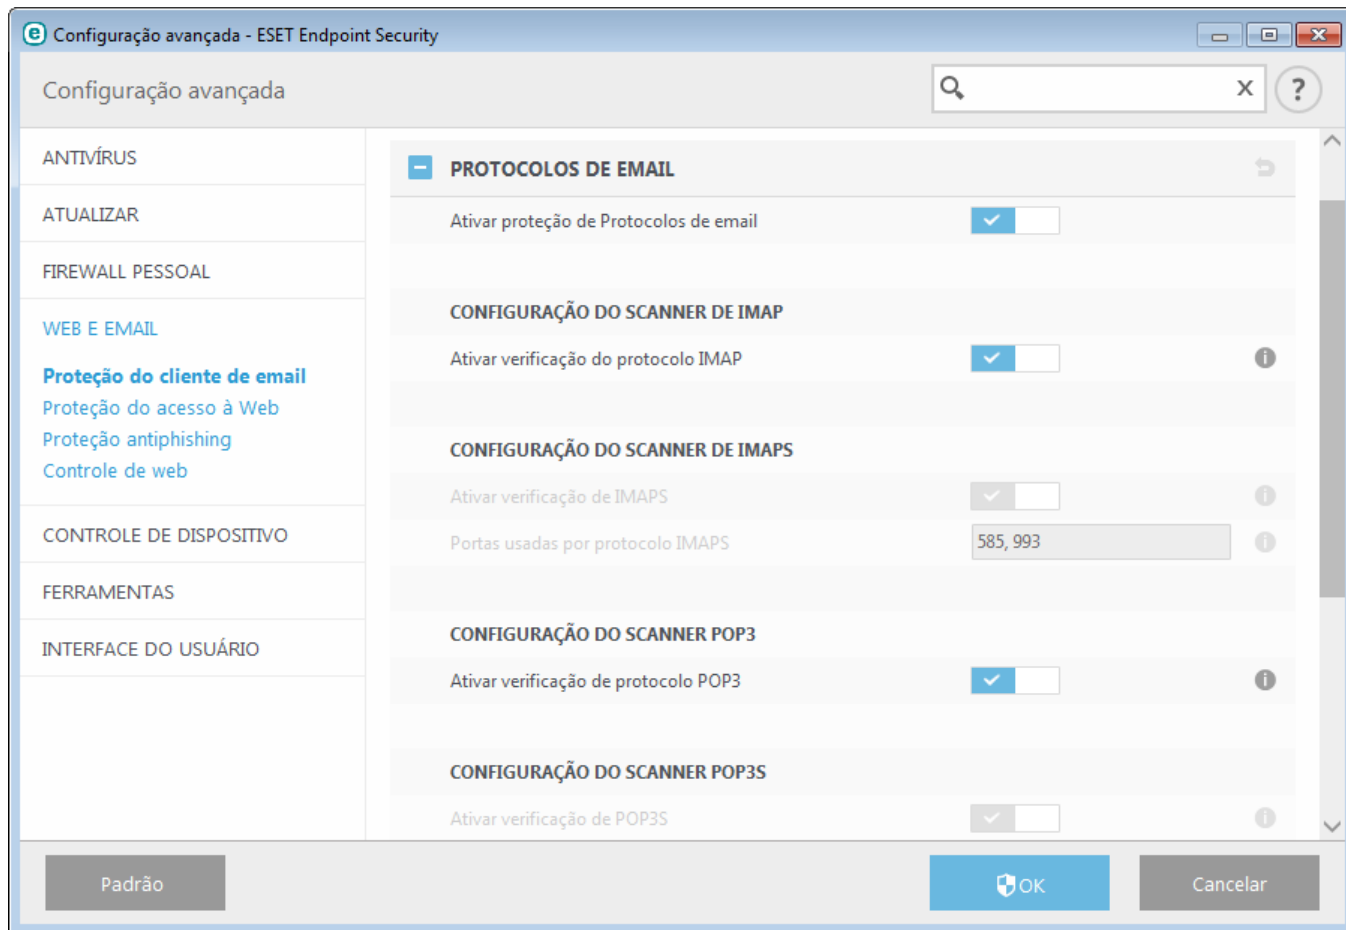 Configuração avançada - ESET Endpoint Security
Configuração avançada
ANTIVÍRUS
ATUALIZAR
FIREWALL PESSOAL
WEB E EMAIL
Proteção do cliente de email
Proteção do acesso à Web
Proteção antiphishing
Controle de web
CONTROLE DE DISPOSITIVO
FERRAMENTAS
INTERFACE DO USUÁRIO
PROTOCOLOS DE EMAIL
Ativar proteção de Protocolos de email
CONFIGURAÇÃO DO SCANNER DE IMAP
Ativar verificação do protocolo IMAP
CONFIGURAÇÃO DO SCANNER DE IMAPS
Ativar verificação de IMAPS
Portas usadas por protocolo IMAPS 585, 993
CONFIGURAÇÃO DO SCANNER POP3
Ativar verificação de protocolo POP3
CONFIGURAÇÃO DO SCANNER POP3S
Ativar verificação de POP3S
Padrão
OK
Cancelar